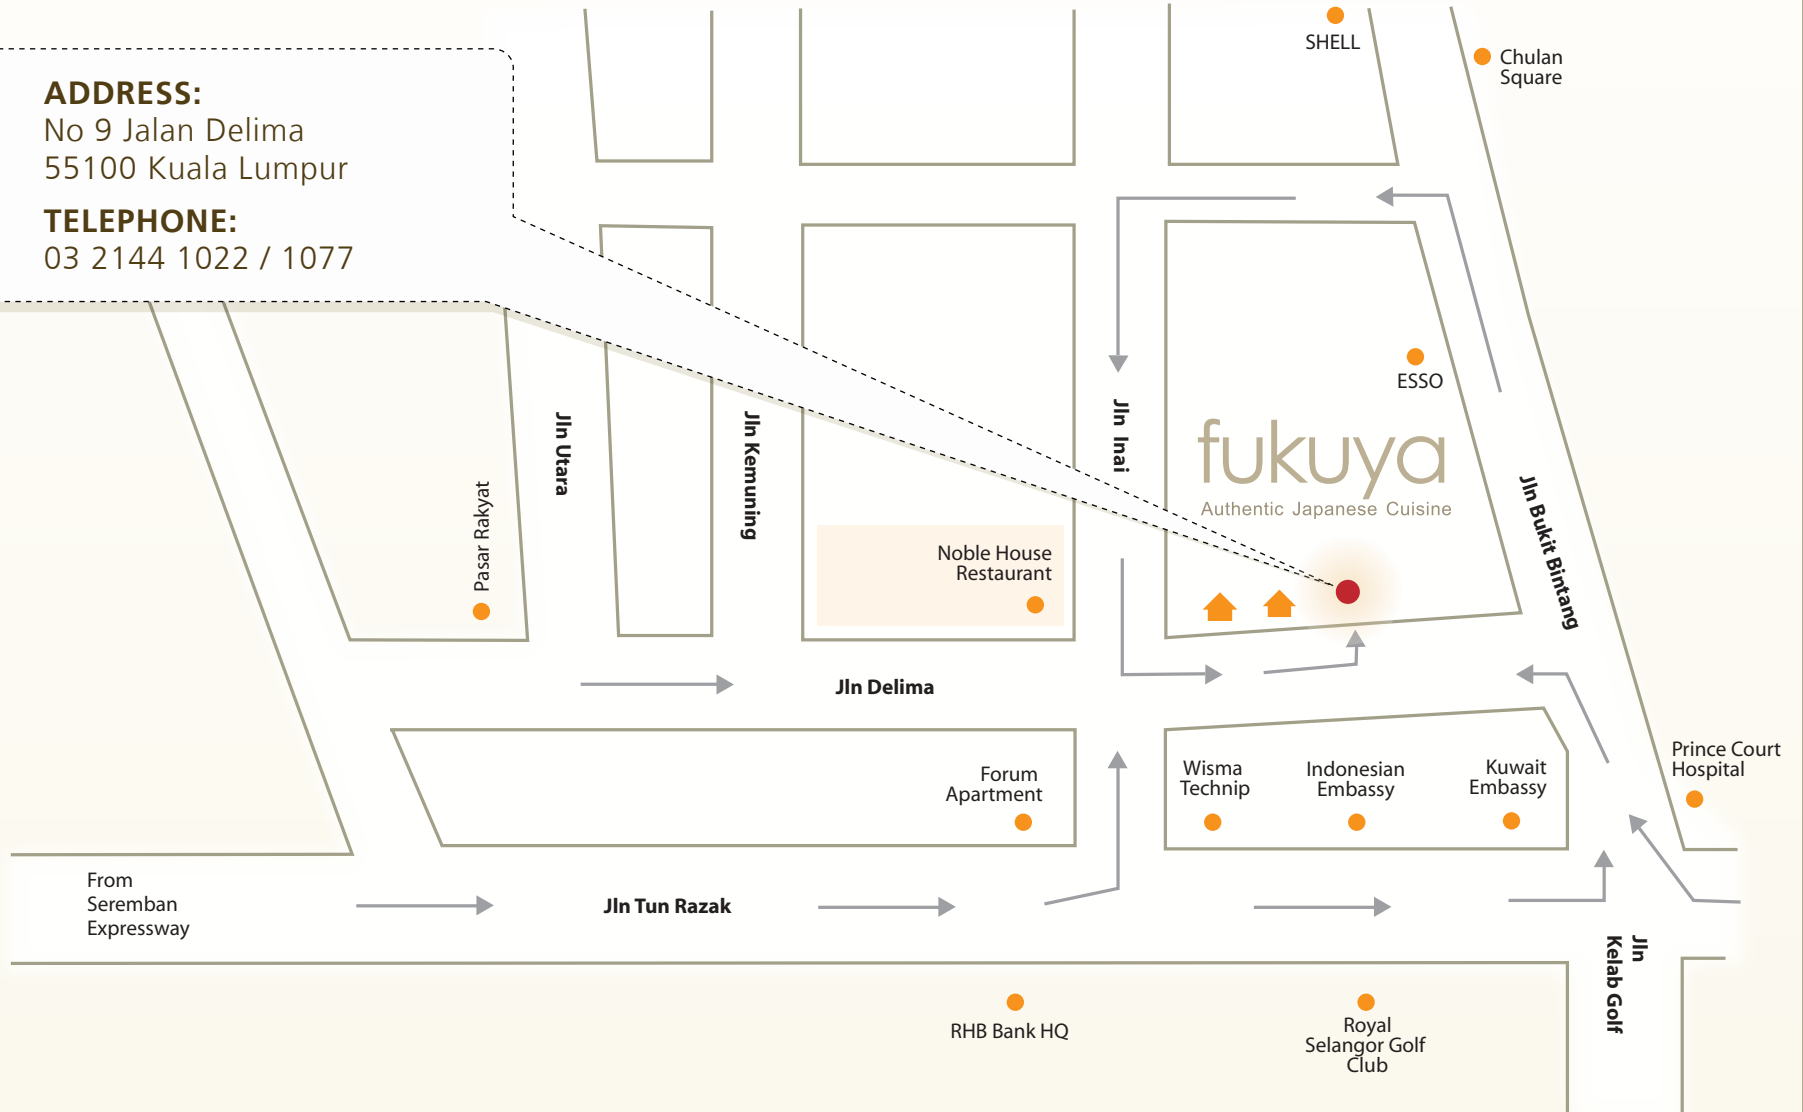 ADDRESS:
No 9 Jalan Delima
55100 Kuala Lumpur
TELEPHONE:
03 2144 1022 / 1077
SHELL
Chulan
Square
ESSO
fukuya
Authentic Japanese Cuisine
Jln Utara
Jln Kemuning
Jln Inai
Jln Bukit Bintang
Pasar Rakyat
Noble House
Restaurant
Jln Delima
Forum
Apartment
Wisma
Technip
Indonesian
Embassy
Kuwait
Embassy
Prince Court
Hospital
From
Seremban
Expressway
Jln Tun Razak
Jln
Kelab Golf
RHB Bank HQ
Royal
Selangor Golf
Club